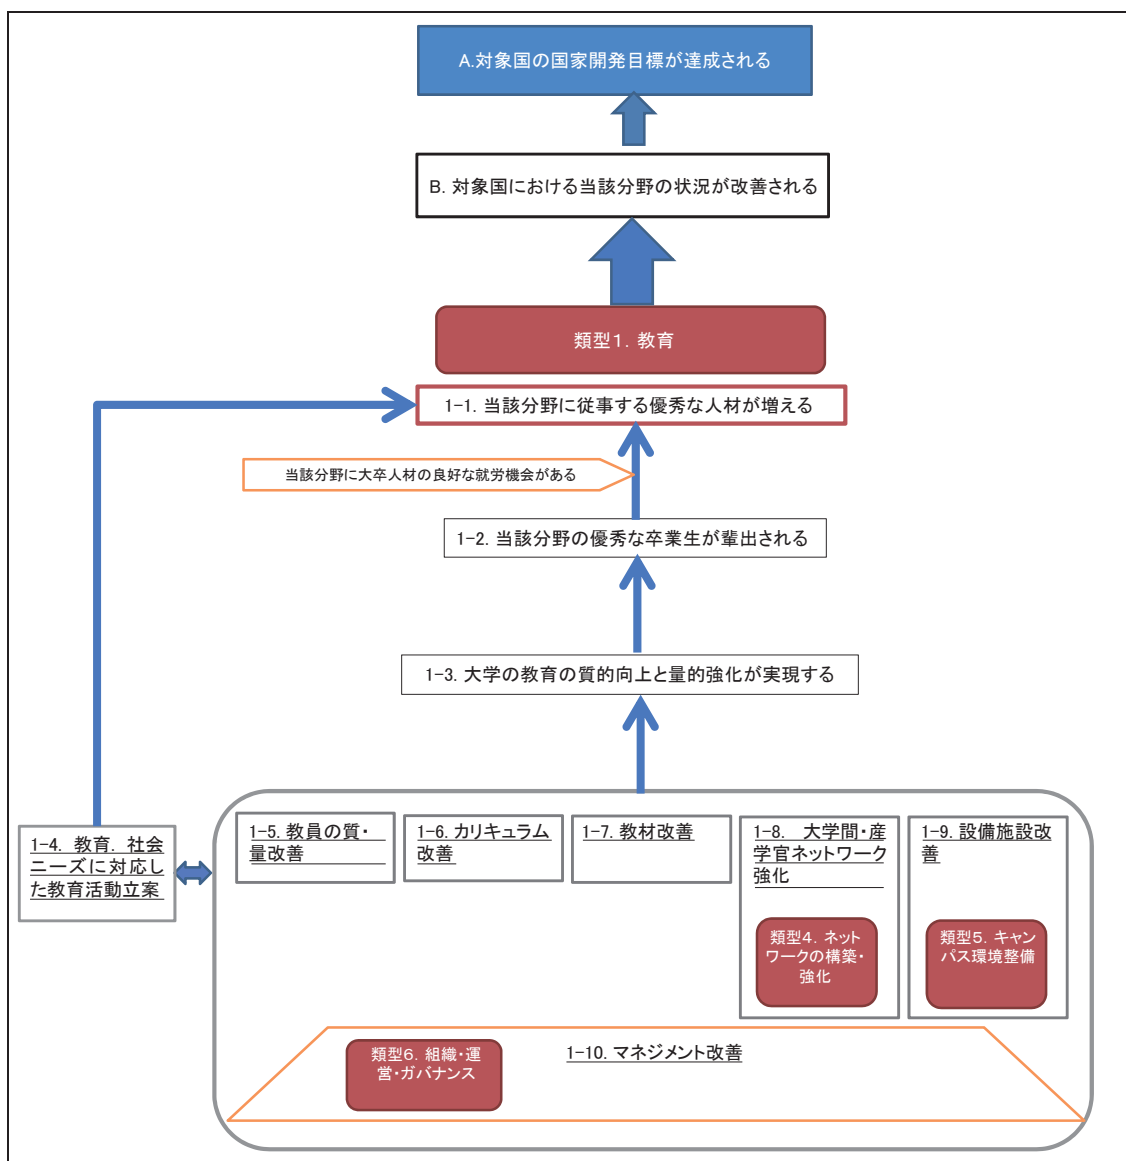 A.対象国の国家開発目標が達成される
B. 対象国における当該分野の状況が改善される
類型１. 教育
1-1. 当該分野に従事する優秀な人材が増える
当該分野に大卒人材の良好な就労機会がある
1-2. 当該分野の優秀な卒業生が輩出される
1-3. 大学の教育の質的向上と量的強化が実現する
1-4. 教育. 社会
ニーズに対応し
た教育活動立案
1-5. 教員の質・
量改善
1-6. カリキュラム
改善
1-7. 教材改善
1-8. 大学間・産
学官ネットワーク
強化
類型４. ネット
ワークの構築・
強化
1-9. 設備施設改
善
類型５. キャン
パス環境整備
類型６. 組織・運
営・ガバナンス
1-10. マネジメント改善